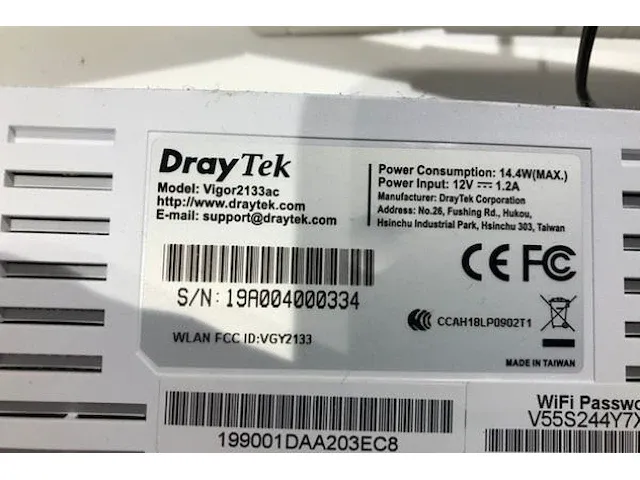 DrayTek
Model: Vigor2133ac
http://www.draytek.com
E-mail: support@draytek.com
Power Consumption: 14.4W(MAX.)
Power Input: 12V ⎓ 1.2A
Manufacturer: DrayTek Corporation
Address: No.26, Fushing Rd., Hukou,
Hsinchu Industrial Park, Hsinchu 303, Taiwan
CE FC
S/N: 19A004000334
CCAH18LP0902T1
WLAN FCC ID:VGY2133
MADE IN TAIWAN
199001DAA203EC8
WiFi Passwo
V55S244Y7X